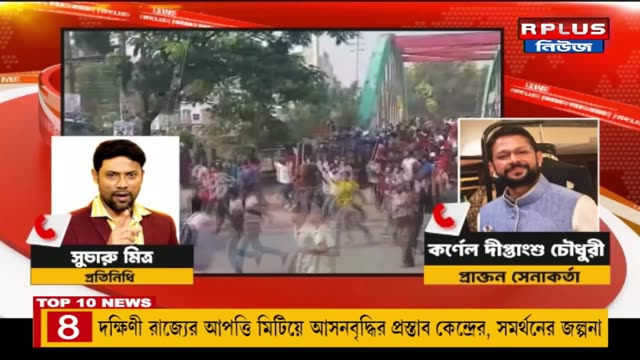 RPLUS
নিউজ
সুচারু মিত্র
প্রতিনিধি
কর্ণেল দীপ্তাংশু চৌধুরী
প্রাক্তন সেনাকর্তা
TOP 10 NEWS
8 দক্ষিণী রাজ্যের আপত্তি মিটিয়ে আসনবৃদ্ধির প্রস্তাব কেন্দ্রের, সমর্থনের জল্পনা